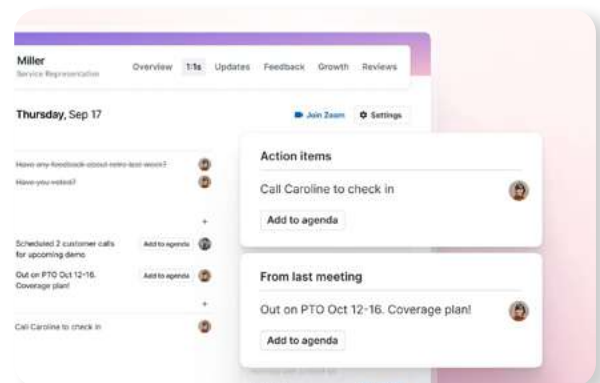 Miller
Service Representative
Overview 1:1s Updates Feedback Growth Reviews
Thursday, Sep 17
Join Zoom Settings
Have any feedback about retro last week?
Have you voted?
+
Scheduled 2 customer calls
for upcoming demo
Add to agenda
Out on PTO Oct 12-16.
Coverage plan!
Add to agenda
+
Call Caroline to check in
Action items
Call Caroline to check in
Add to agenda
From last meeting
Out on PTO Oct 12-16. Coverage plan!
Add to agenda